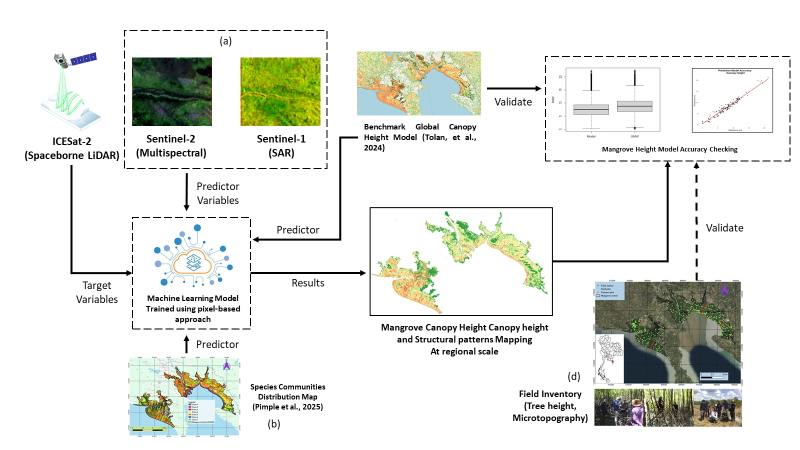 (a)
ICESat-2
(Spaceborne LiDAR)
Sentinel-2
(Multispectral)
Sentinel-1
(SAR)
Benchmark Global Canopy
Height Model (Tolan, et al.,
2024)
Validate
Mangrove Height Model Accuracy Checking
Predictor
Variables
Predictor
Target
Variables
Machine Learning Model
Trained using pixel-based
approach
Results
Mangrove Canopy Height Canopy height
and Structural patterns Mapping
At regional scale
Validate
Predictor
Species Communities
Distribution Map
(Pimple et al., 2025)
(b)
(d)
Field Inventory
(Tree height,
Microtopography)